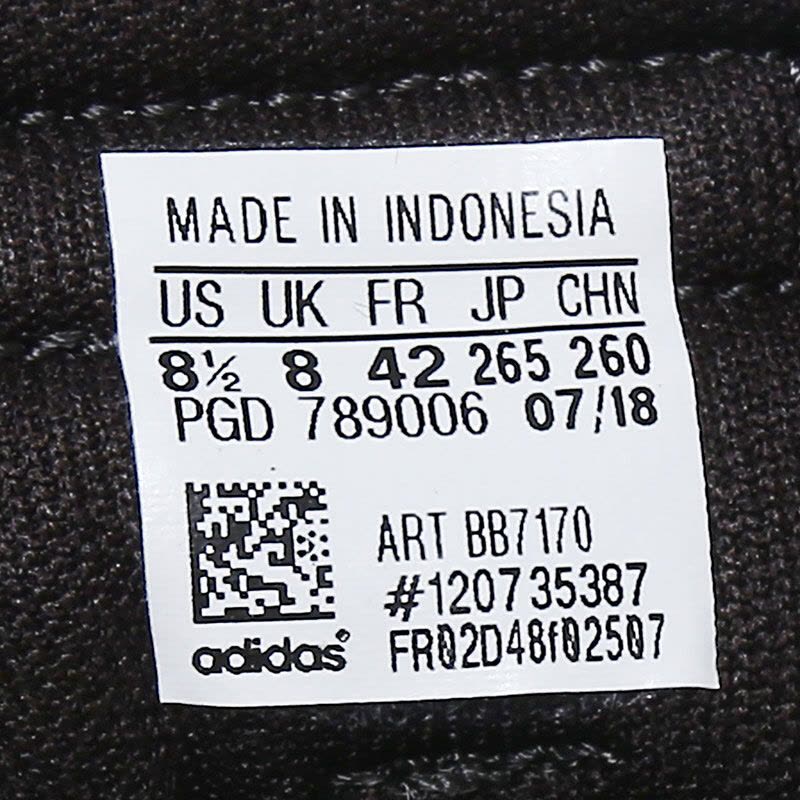 MADE IN INDONESIA
US UK FR JP CHN
8½ 8 42 265 260
PGD 789006 07/18
ART BB7170
#120735387
adidas FR02D48f02507